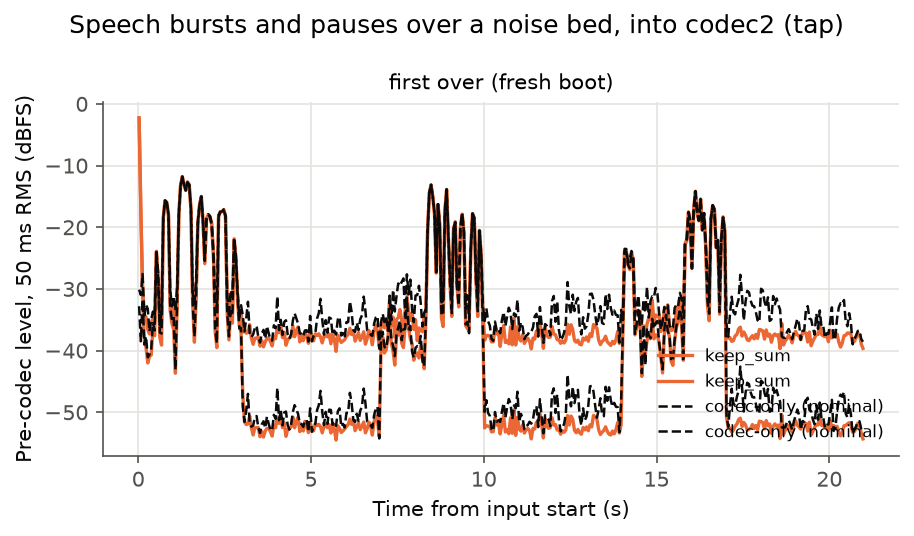 Speech bursts and pauses over a noise bed, into codec2 (tap)
first over (fresh boot)
Pre-codec level, 50 ms RMS (dBFS)
0
−10
−20
−30
−40
−50
keep_sum
keep_sum
codec-only (nominal)
codec-only (nominal)
0
5
10
15
20
Time from input start (s)